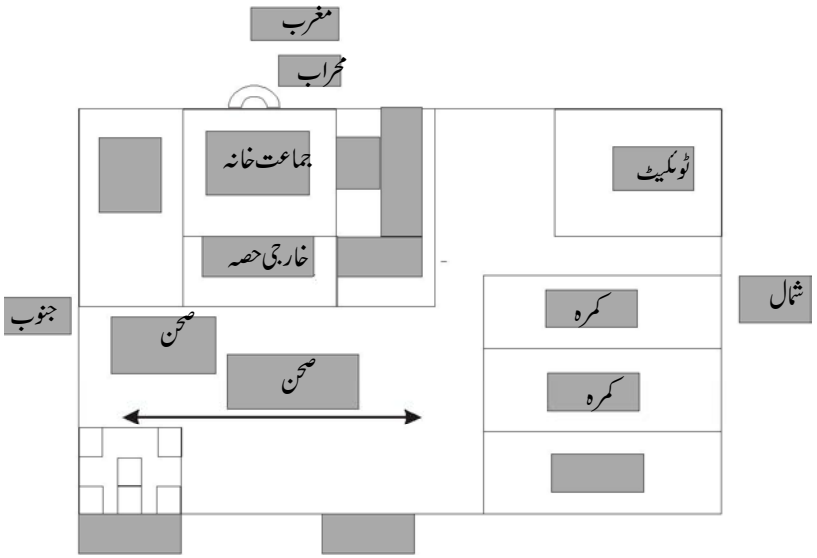 مغرب
محراب
جماعت خانہ
ٹوئلیٹ
خارجی حصہ
شمال
جنوب
کمرہ
صحن
صحن
کمرہ